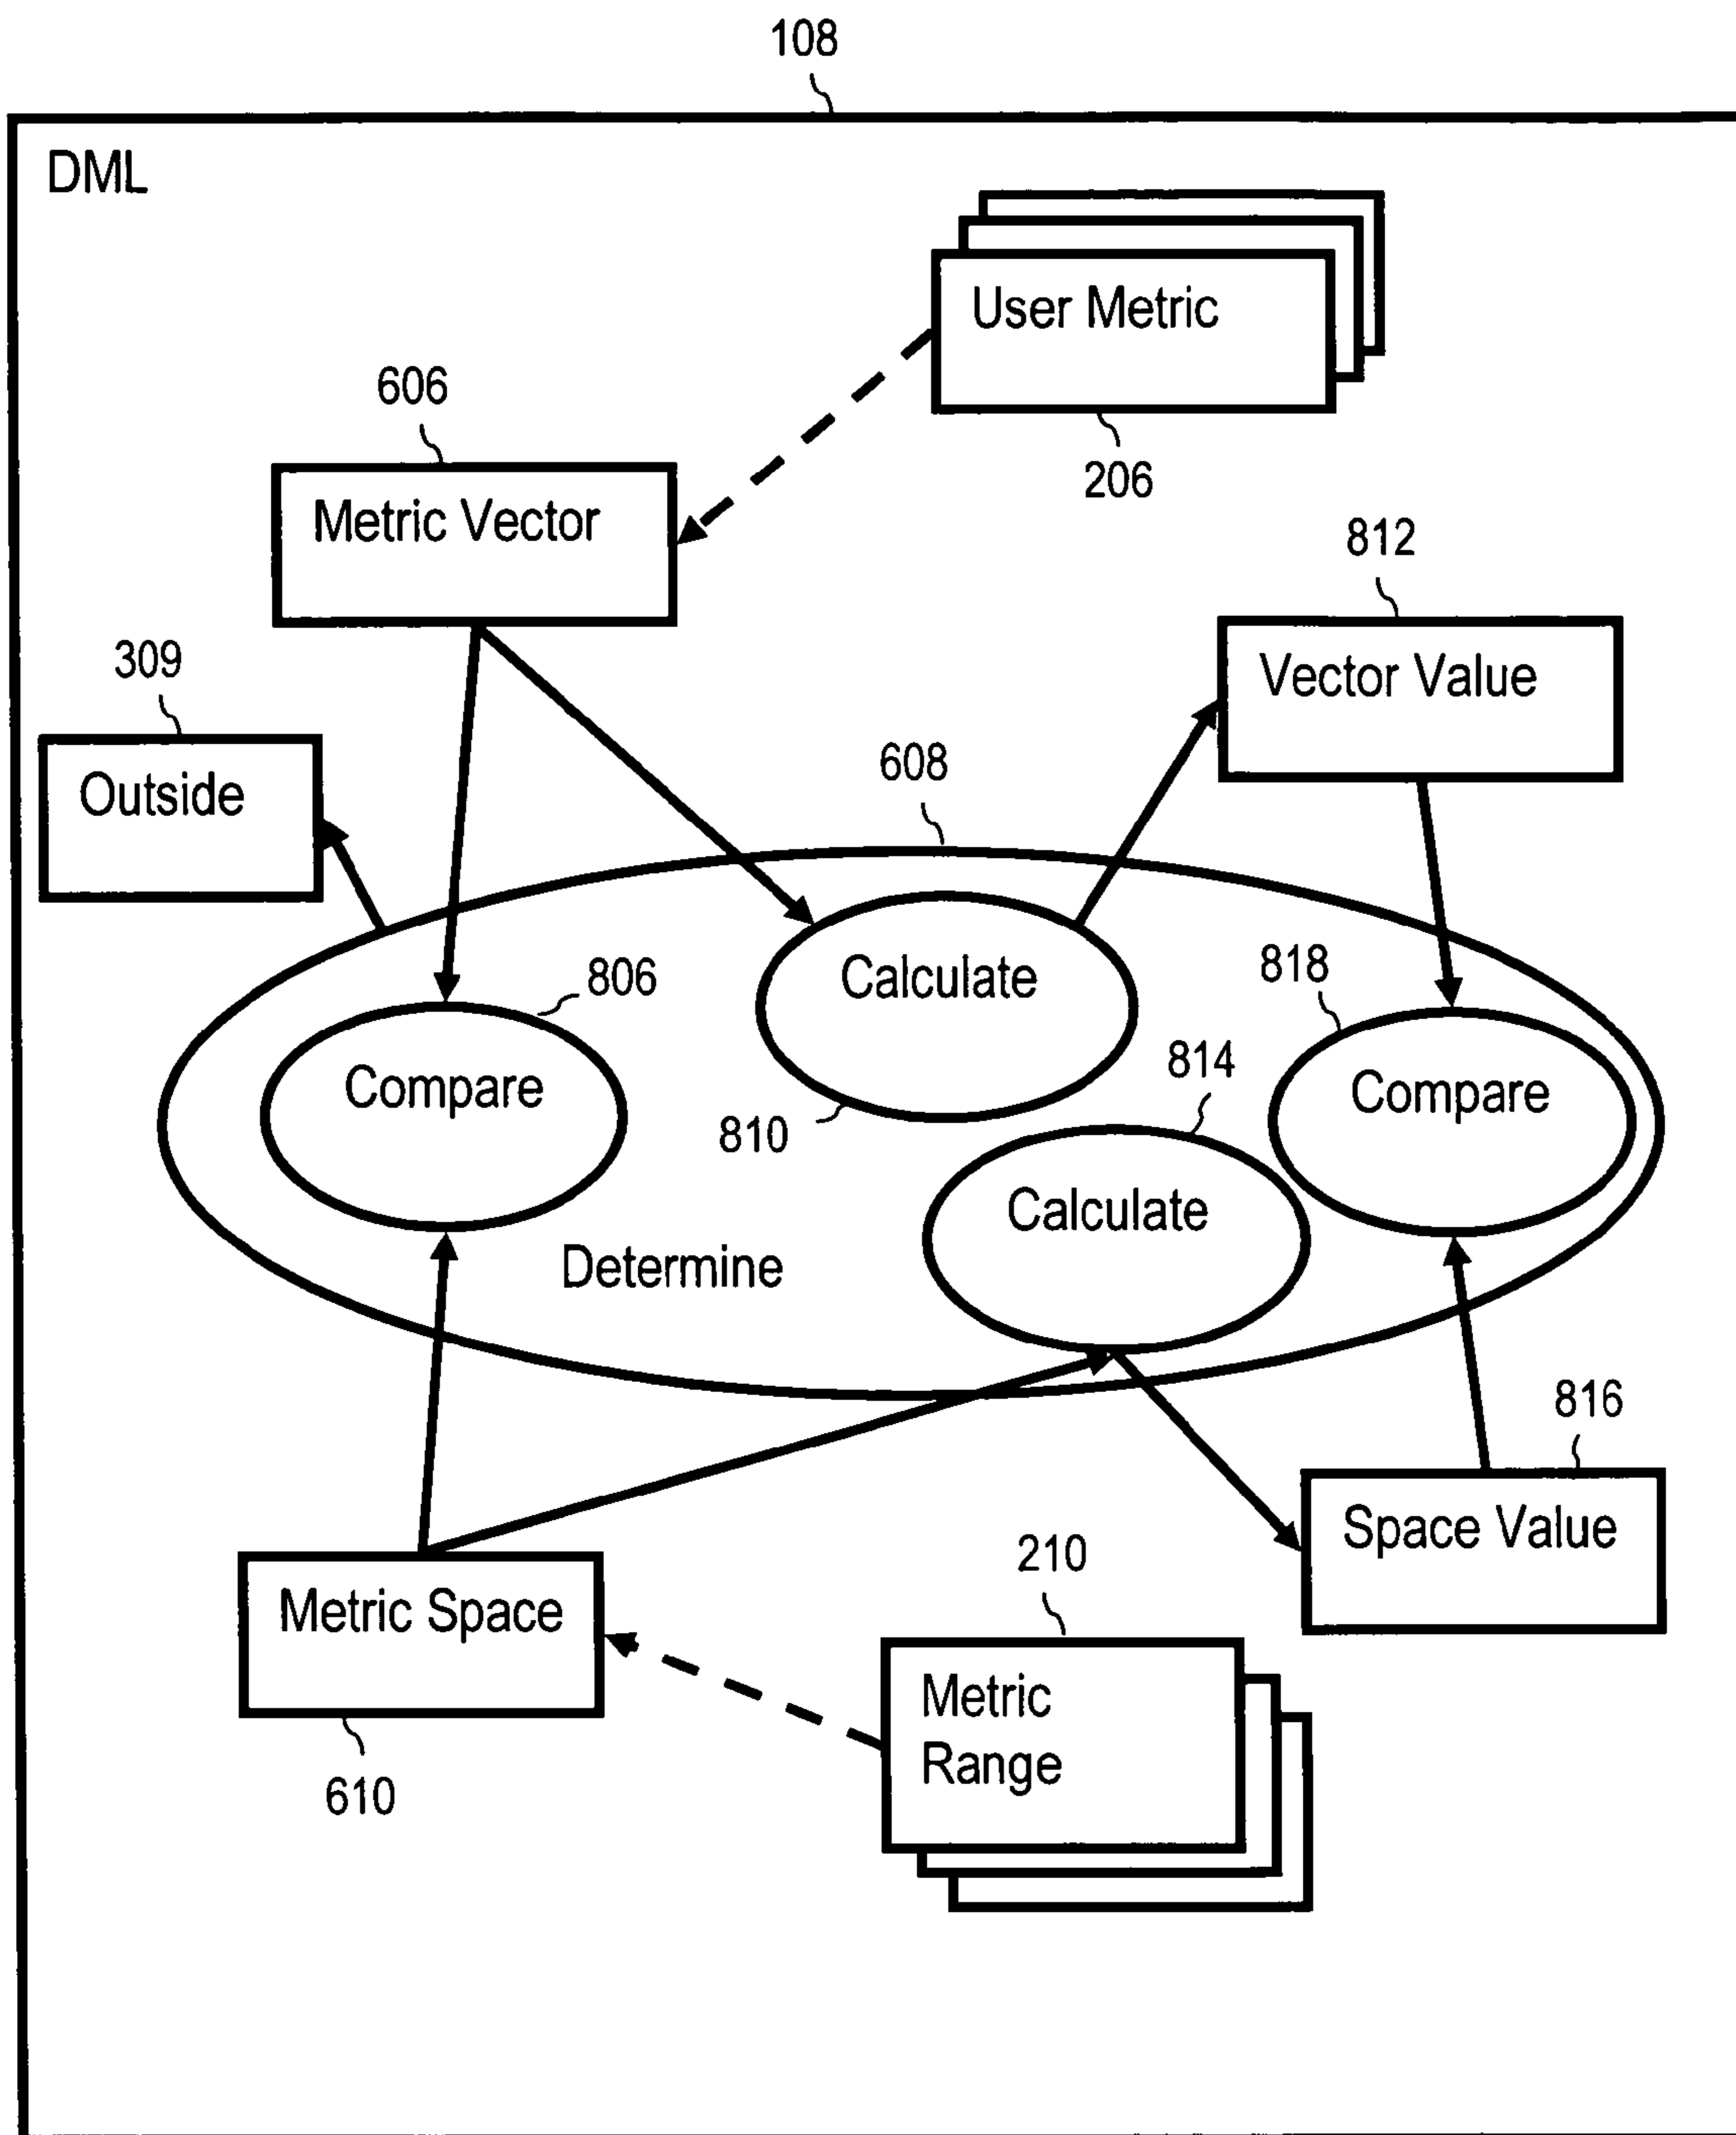 108
DML
User Metric
206
606
Metric Vector
812
Vector Value
309
Outside
608
Calculate
810
806
Compare
818
Compare
814
Calculate
Determine
816
Space Value
Metric Space
610
210
Metric
Range